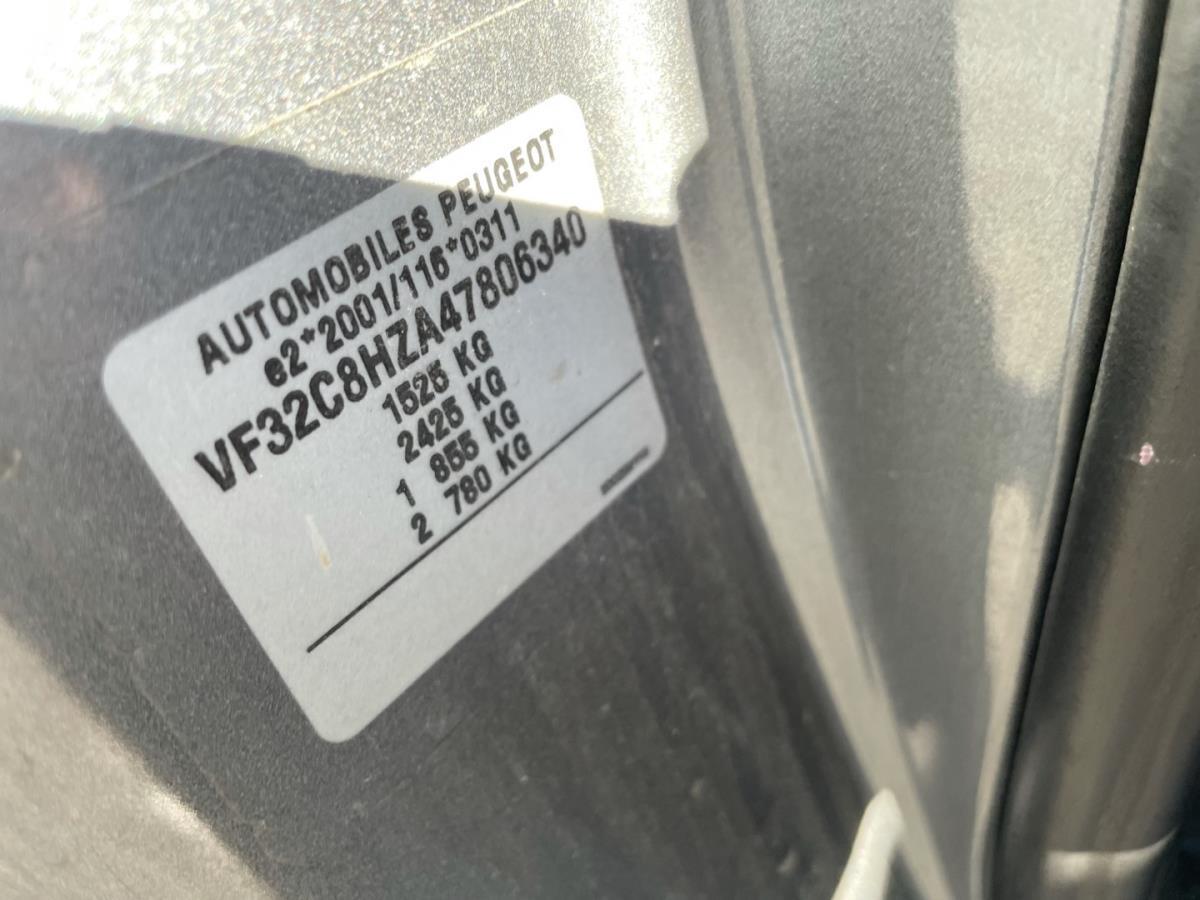 AUTOMOBILES PEUGEOT
e2*2001/116*0311
VF32C8HZA47806340
1525 KG
2425 KG
1 855 KG
2 780 KG